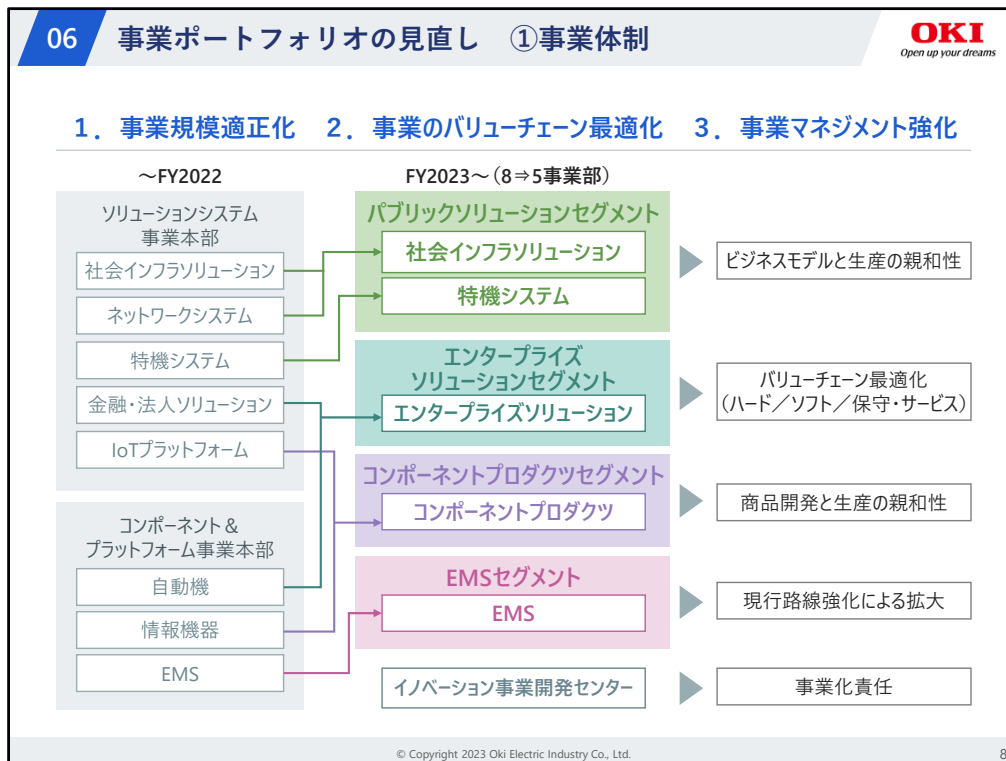 06 事業ポートフォリオの見直し ①事業体制
OKI
Open up your dreams
1．事業規模適正化 2．事業のバリューチェーン最適化 3．事業マネジメント強化
～FY2022
ソリューションシステム
事業本部
社会インフラソリューション
ネットワークシステム
特機システム
金融・法人ソリューション
IoTプラットフォーム
コンポーネント＆
プラットフォーム事業本部
自動機
情報機器
EMS
FY2023～（8⇒5事業部）
パブリックソリューションセグメント
社会インフラソリューション
特機システム
エンタープライズ
ソリューションセグメント
エンタープライズソリューション
コンポーネントプロダクツセグメント
コンポーネントプロダクツ
EMSセグメント
EMS
イノベーション事業開発センター
ビジネスモデルと生産の親和性
バリューチェーン最適化
（ハード／ソフト／保守・サービス）
商品開発と生産の親和性
現行路線強化による拡大
事業化責任
© Copyright 2023 Oki Electric Industry Co., Ltd.
8